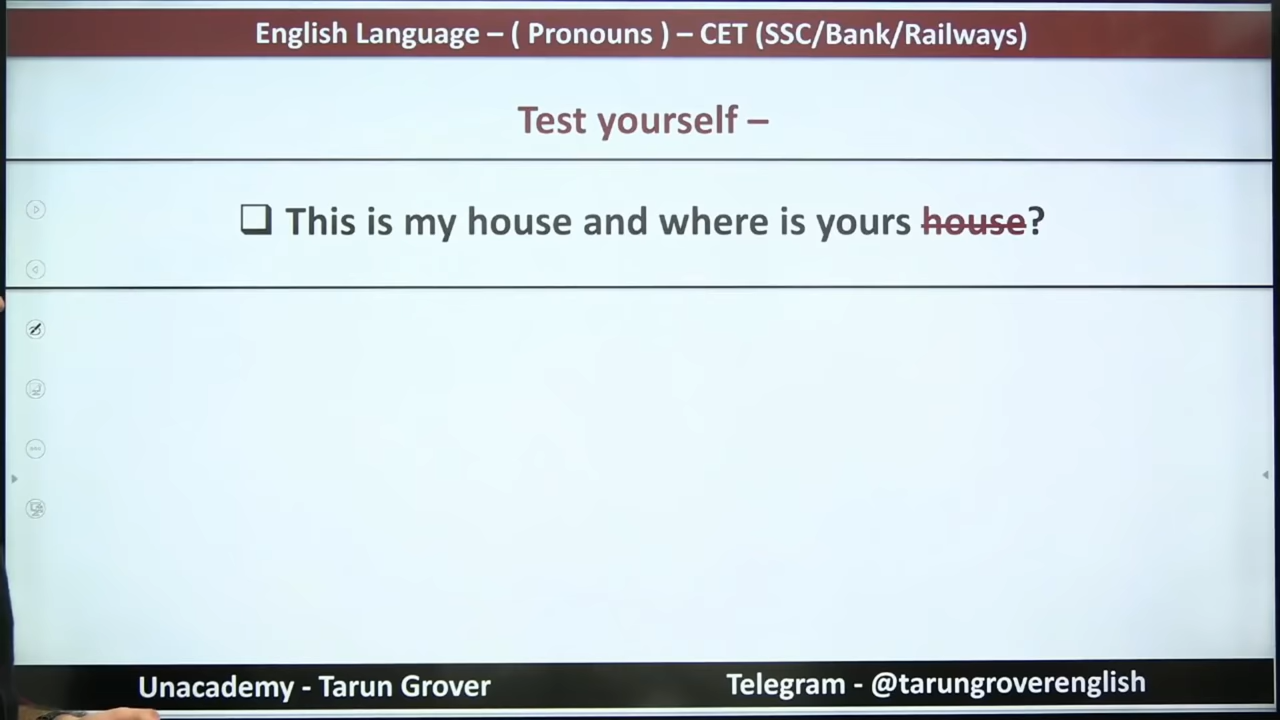 English Language – ( Pronouns ) – CET (SSC/Bank/Railways)
Test yourself –
❑ This is my house and where is yours house?
Unacademy - Tarun Grover
Telegram - @tarungroverenglish